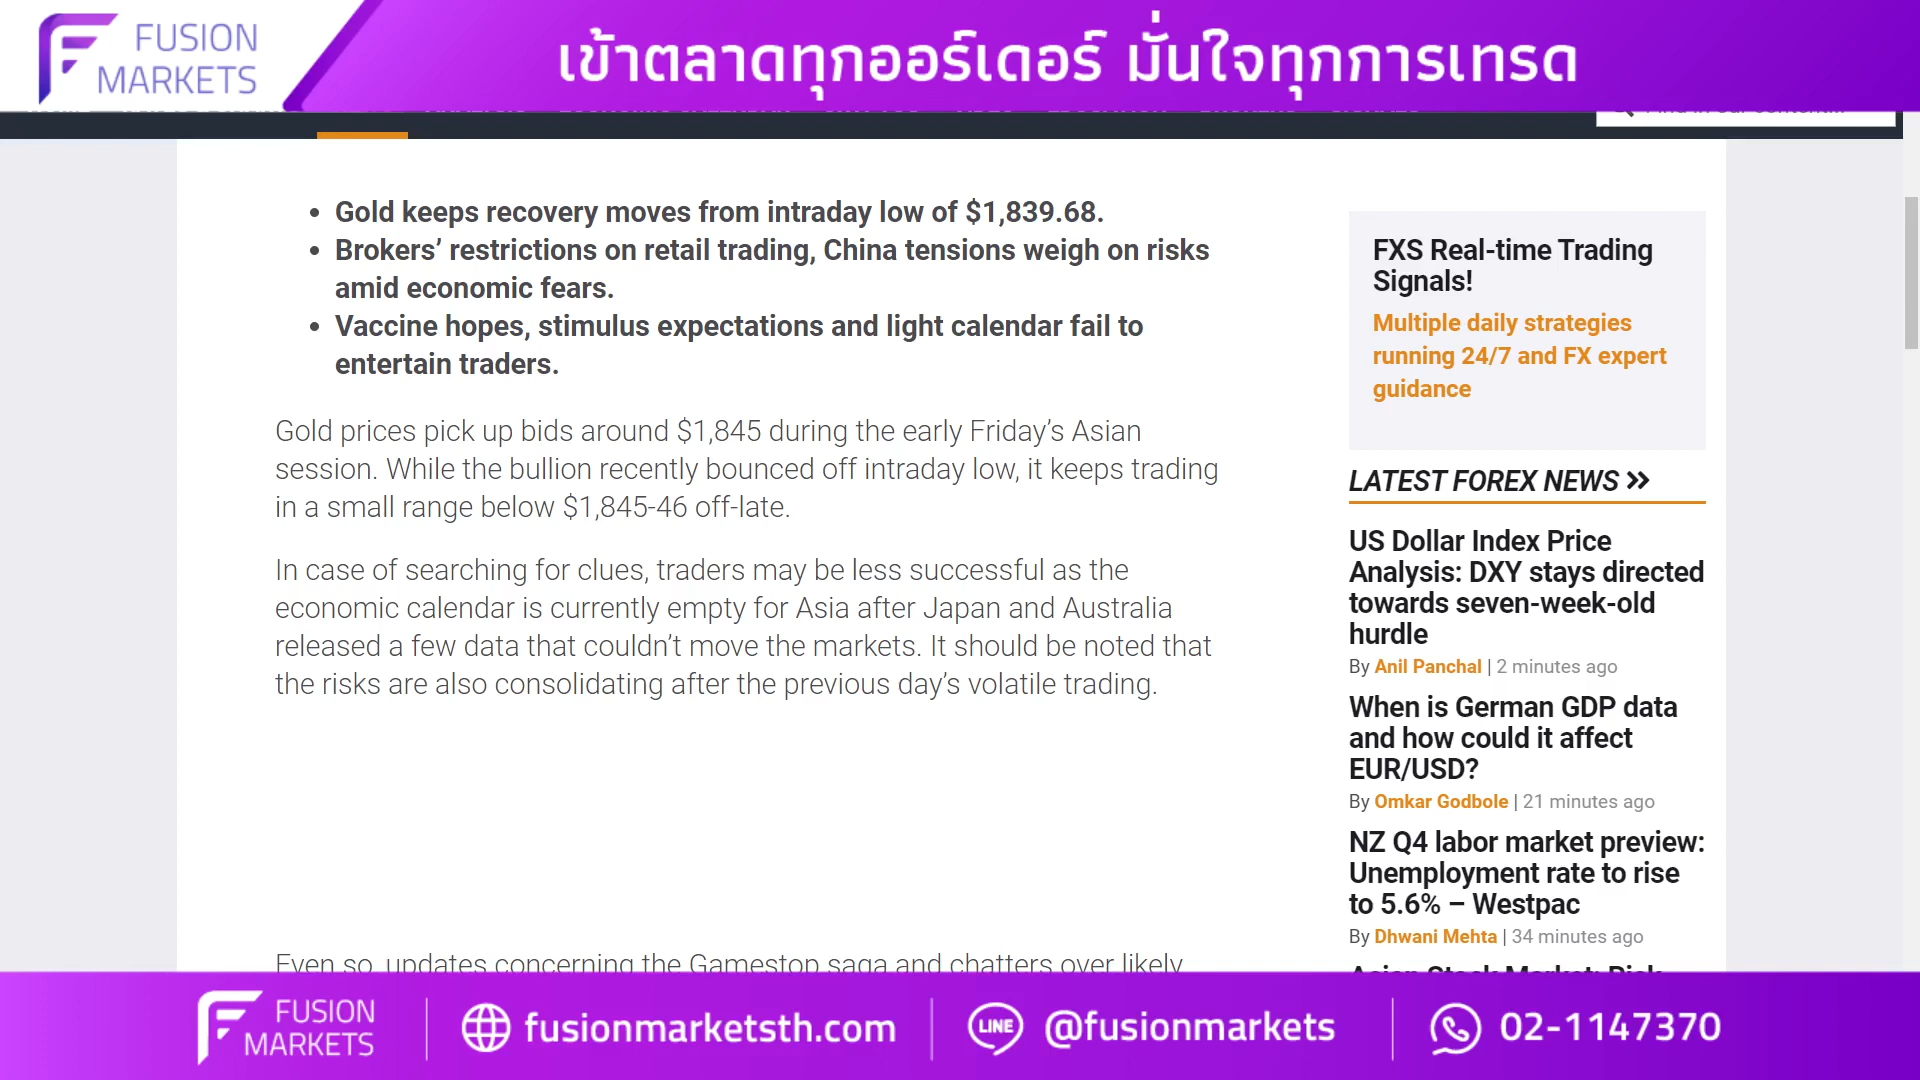 FUSION
MARKETS
เข้าตลาดทุกออร์เดอร์ มั่นใจทุกการเทรด
Gold keeps recovery moves from intraday low of $1,839.68.
Brokers’ restrictions on retail trading, China tensions weigh on risks
amid economic fears.
Vaccine hopes, stimulus expectations and light calendar fail to
entertain traders.
Gold prices pick up bids around $1,845 during the early Friday’s Asian
session. While the bullion recently bounced off intraday low, it keeps trading
in a small range below $1,845-46 off-late.
In case of searching for clues, traders may be less successful as the
economic calendar is currently empty for Asia after Japan and Australia
released a few data that couldn’t move the markets. It should be noted that
the risks are also consolidating after the previous day’s volatile trading.
Even so, updates concerning the Gamestop saga and chatters over likely
FXS Real-time Trading
Signals!
Multiple daily strategies
running 24/7 and FX expert
guidance
LATEST FOREX NEWS
US Dollar Index Price
Analysis: DXY stays directed
towards seven-week-old
hurdle
By Anil Panchal | 2 minutes ago
When is German GDP data
and how could it affect
EUR/USD?
By Omkar Godbole | 21 minutes ago
NZ Q4 labor market preview:
Unemployment rate to rise
to 5.6% – Westpac
By Dhwani Mehta | 34 minutes ago
FUSION
MARKETS
fusionmarketsth.com
LINE
@fusionmarkets
02-1147370